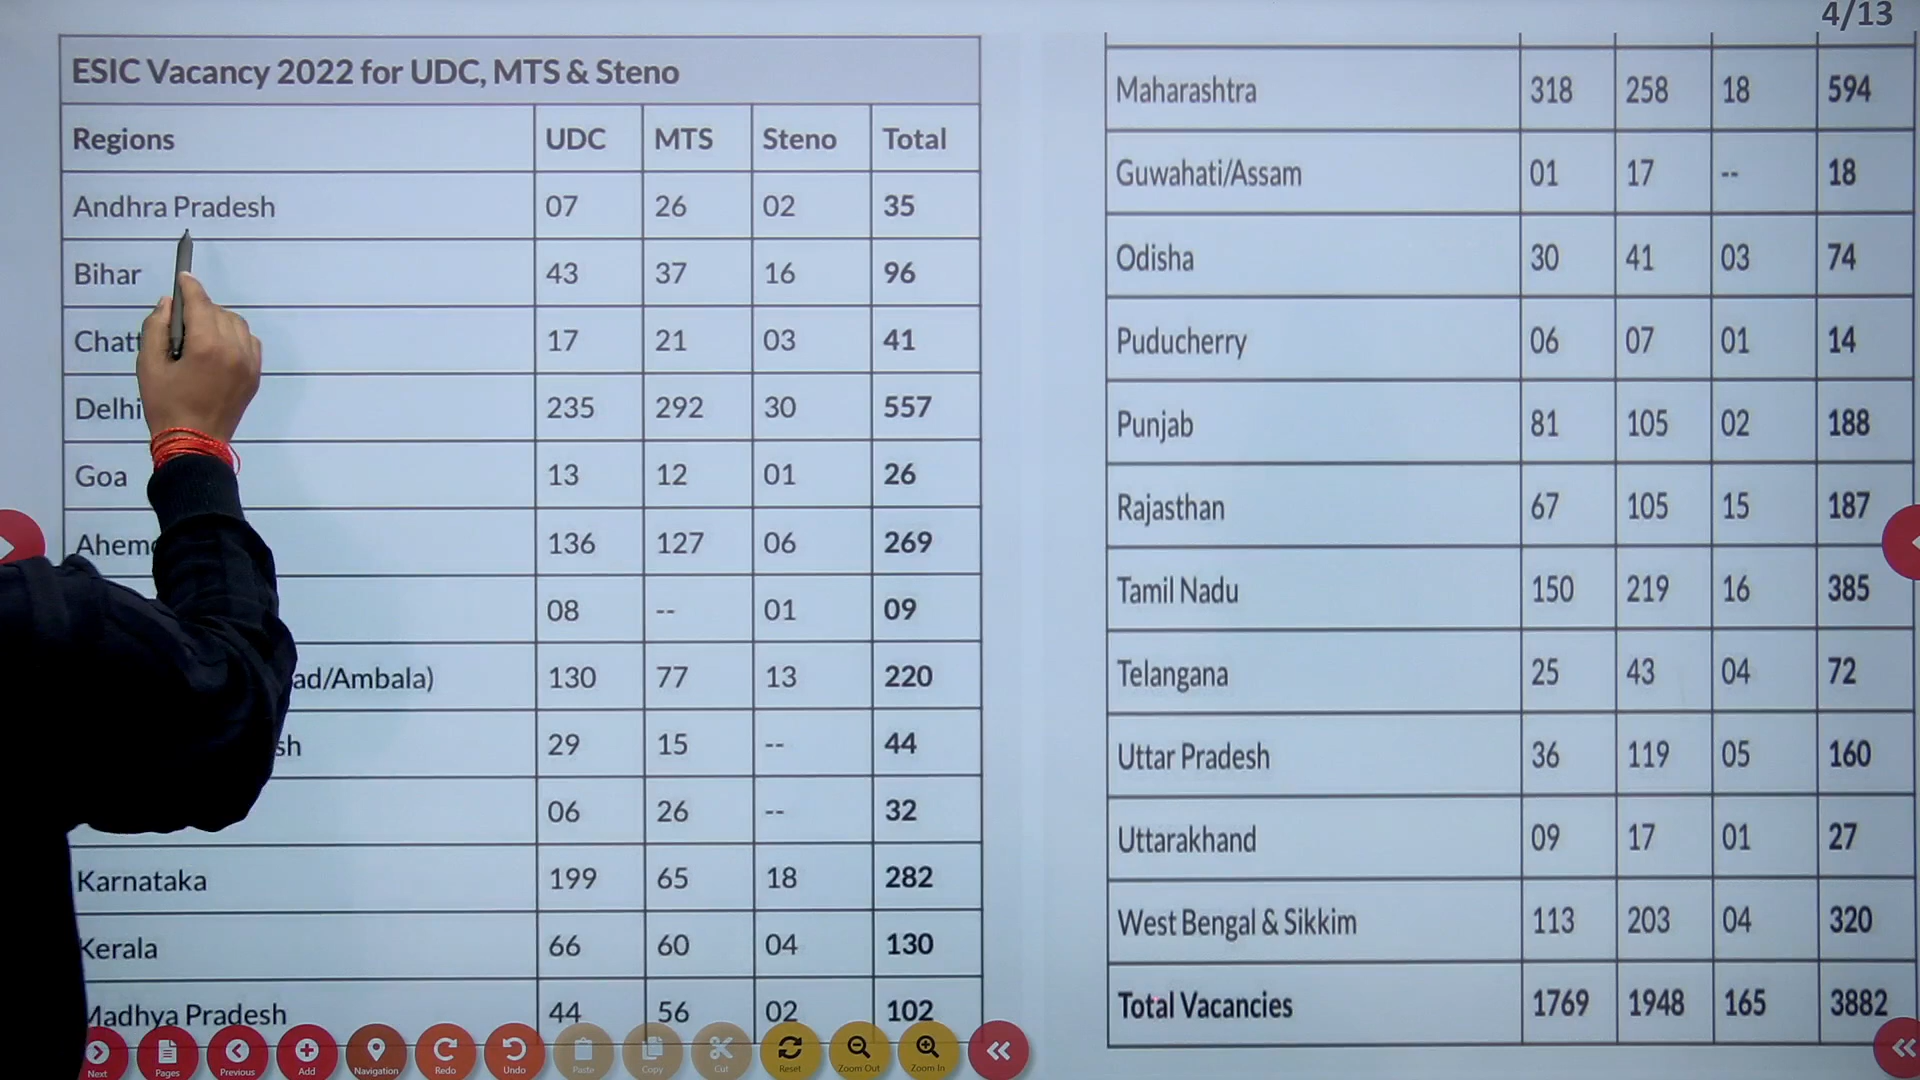 4/13
ESIC Vacancy 2022 for UDC, MTS & Steno
Regions UDC MTS Steno Total
Andhra Pradesh 07 26 02 35
Bihar 43 37 16 96
17 21 03 41
Delhi 235 292 30 557
Goa 13 12 01 26
136 127 06 269
08 -- 01 09
ad/Ambala) 130 77 13 220
sh 29 15 -- 44
06 26 -- 32
Karnataka 199 65 18 282
Kerala 66 60 04 130
Madhya Pradesh 44 56 02 102
Maharashtra 318 258 18 594
Guwahati/Assam 01 17 -- 18
Odisha 30 41 03 74
Puducherry 06 07 01 14
Punjab 81 105 02 188
Rajasthan 67 105 15 187
Tamil Nadu 150 219 16 385
Telangana 25 43 04 72
Uttar Pradesh 36 119 05 160
Uttarakhand 09 17 01 27
West Bengal & Sikkim 113 203 04 320
Total Vacancies 1769 1948 165 3882
Next Pages Previous Add Navigation Redo Undo Paste Copy Cut Reset Zoom Out Zoom In